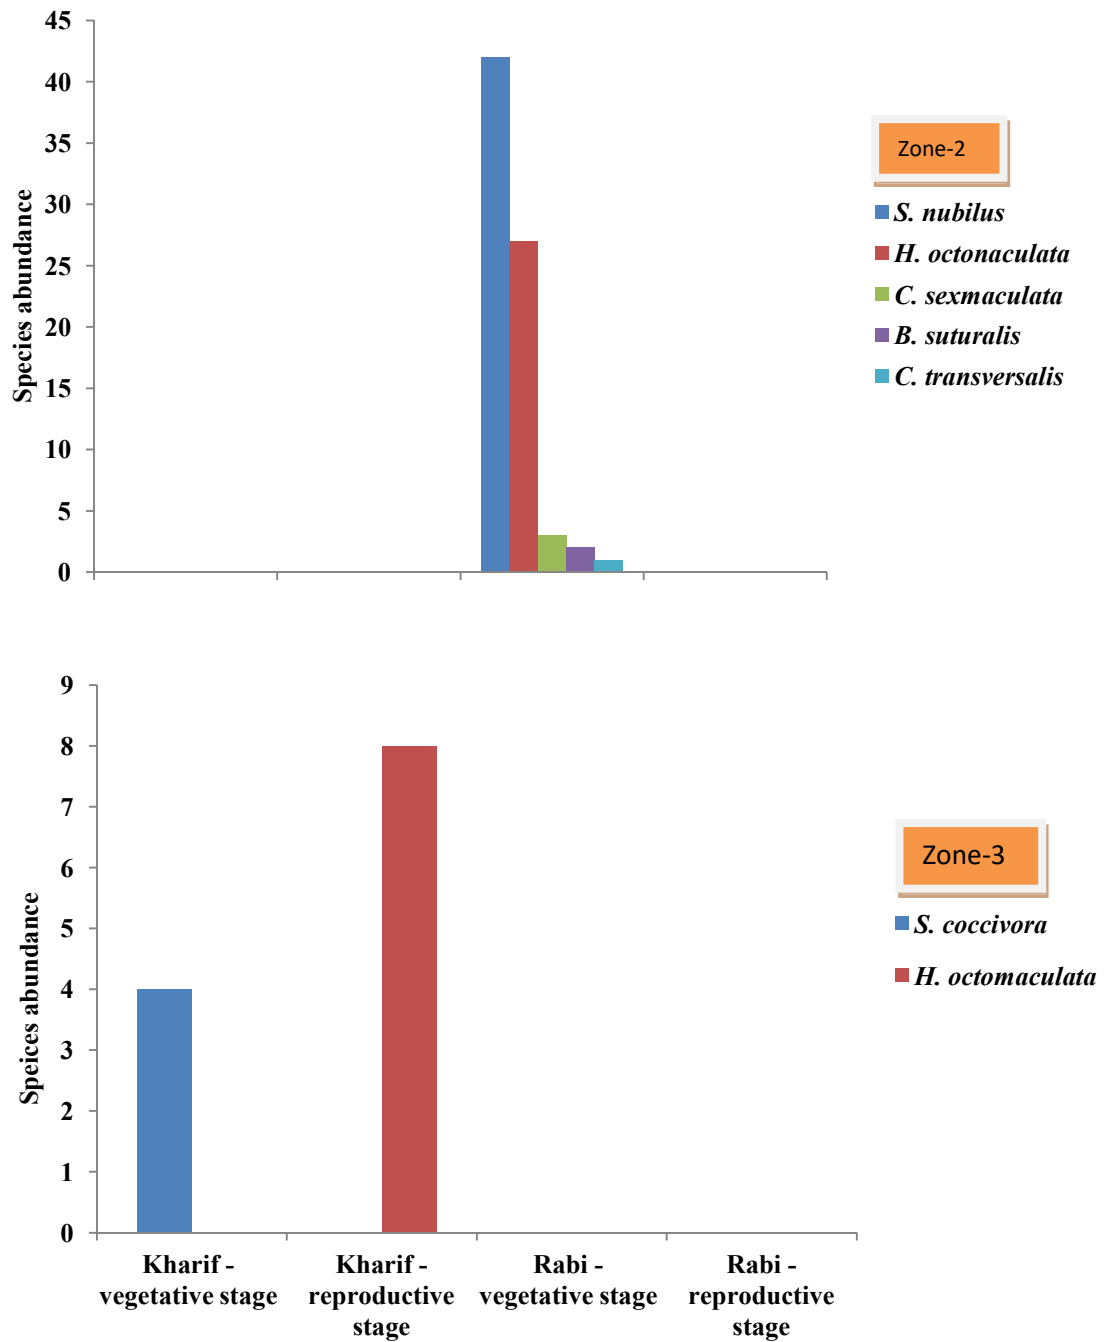 45
40
35
30
25
20
15
10
5
0
Species abundance
Zone-2
S. nubilus
H. octonaculata
C. sexmaculata
B. suturalis
C. transversalis
9
8
7
6
5
4
3
2
1
0
Speices abundance
Zone-3
S. coccivora
H. octomaculata
Kharif -
vegetative stage
Kharif -
reproductive
stage
Rabi -
vegetative stage
Rabi -
reproductive
stage